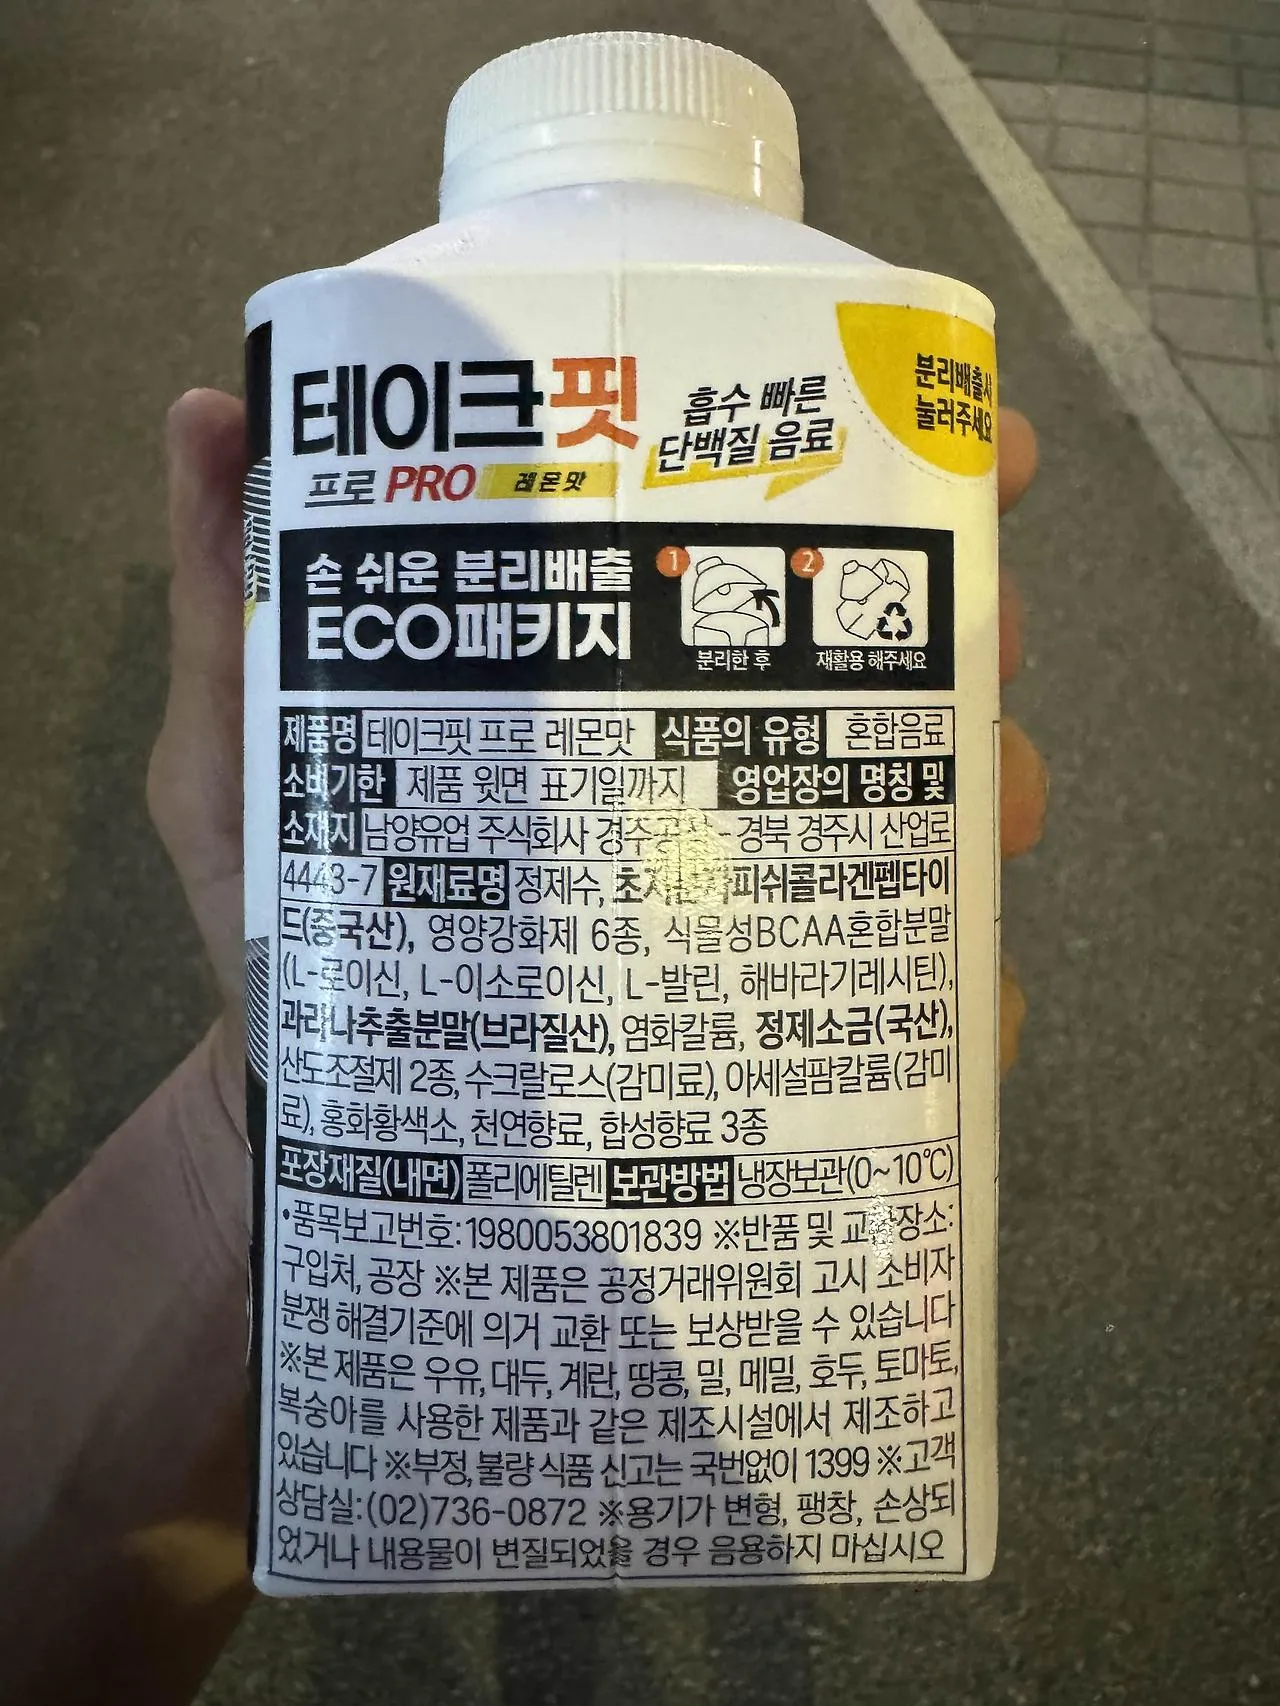 테이크핏
프로 PRO 레몬맛
흡수 빠른
단백질 음료
분리배출시
눌러주세요
손 쉬운 분리배출
ECO패키지
1 분리한 후
2 재활용 해주세요
제품명 테이크핏 프로 레몬맛 식품의 유형 혼합음료
소비기한 제품 윗면 표기일까지 영업장의 명칭 및
소재지 남양유업 주식회사 경주공장-경북 경주시 산업로
4443-7 원재료명 정제수, 초저분자피쉬콜라겐펩타이
드(중국산), 영양강화제 6종, 식물성BCAA혼합분말
(L-로이신, L-이소로이신, L-발린, 해바라기레시틴),
과라나추출분말(브라질산), 염화칼륨, 정제소금(국산),
산도조절제 2종, 수크랄로스(감미료), 아세설팜칼륨(감미
료), 홍화황색소, 천연향료, 합성향료 3종
포장재질(내면) 폴리에틸렌 보관방법 냉장보관(0~10℃)
•품목보고번호:1980053801839 ※반품 및 교환장소:
구입처, 공장 ※본 제품은 공정거래위원회 고시 소비자
분쟁 해결기준에 의거 교환 또는 보상받을 수 있습니다
※본 제품은 우유, 대두, 계란, 땅콩, 밀, 메밀, 호두, 토마토,
복숭아를 사용한 제품과 같은 제조시설에서 제조하고
있습니다 ※부정, 불량 식품 신고는 국번없이 1399 ※고객
상담실:(02)736-0872 ※용기가 변형, 팽창, 손상되
었거나 내용물이 변질되었을 경우 음용하지 마십시오